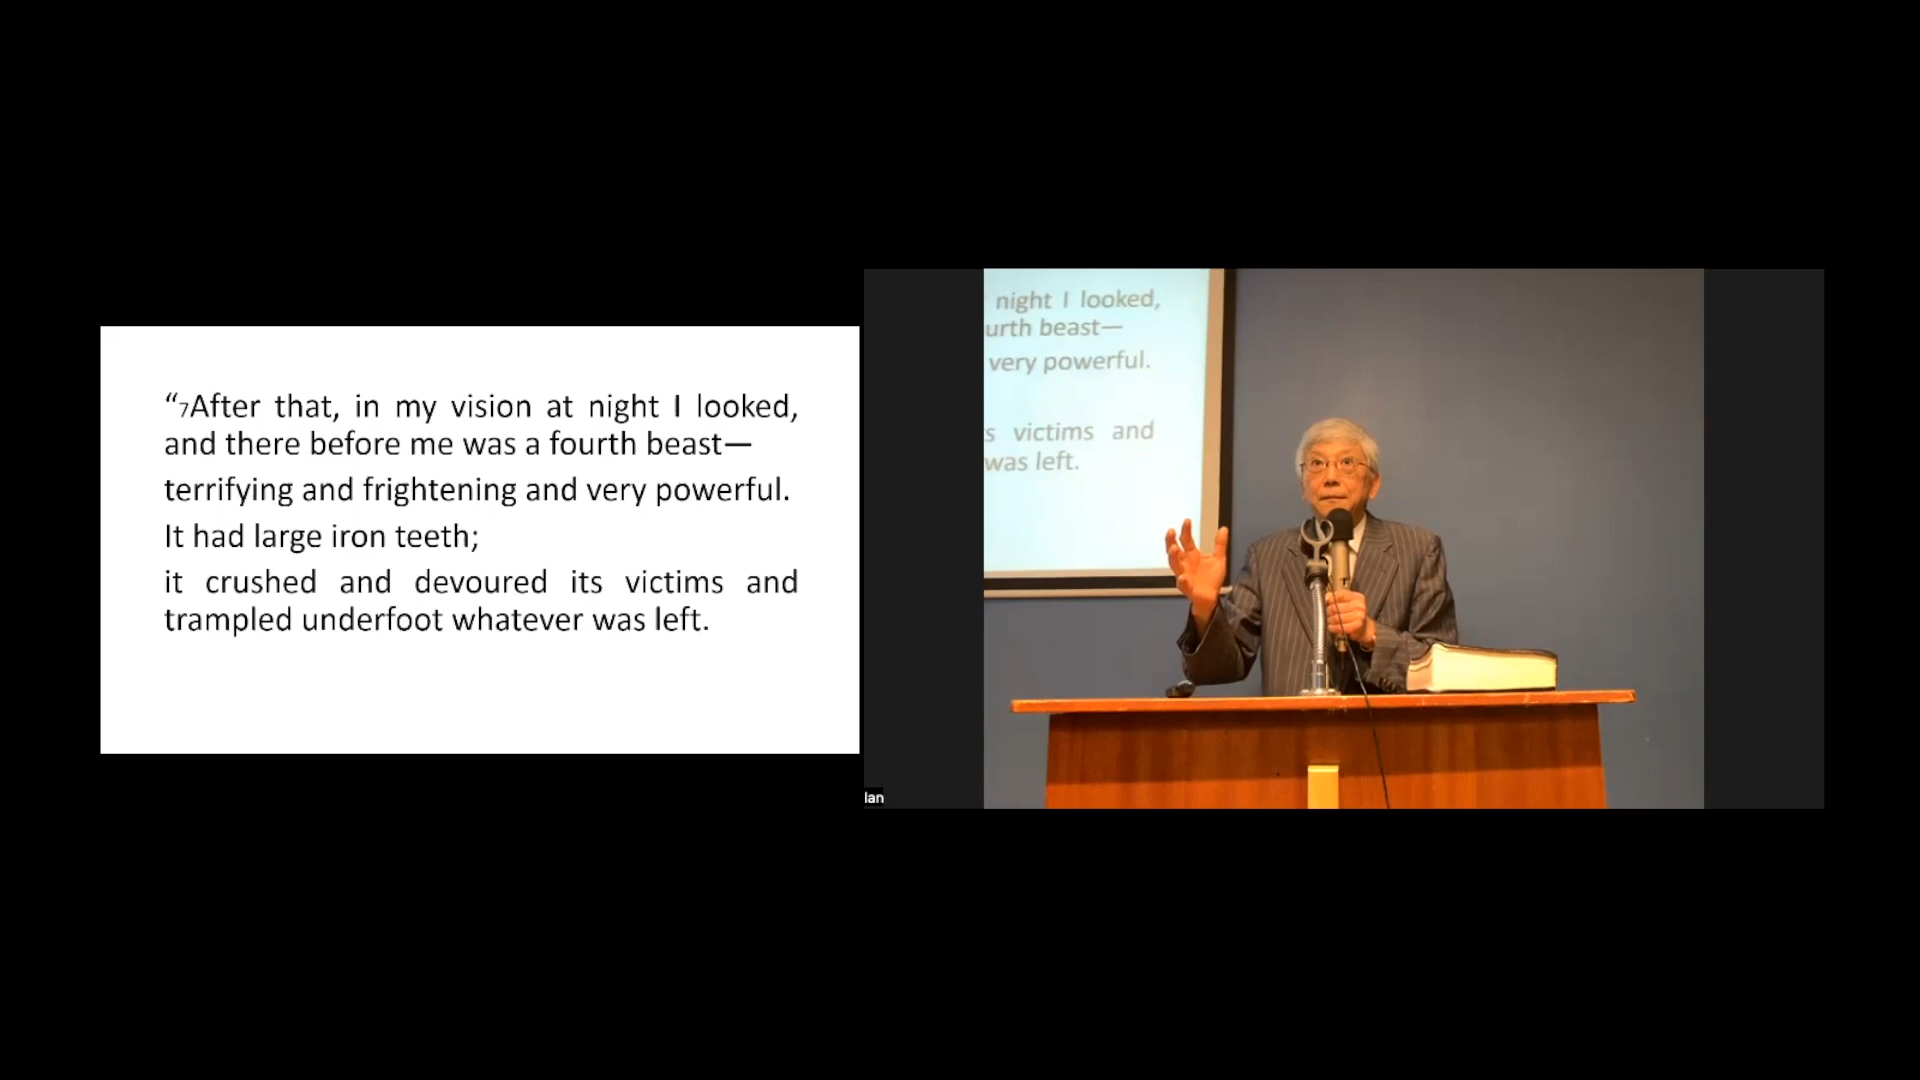 “7After that, in my vision at night I looked,
and there before me was a fourth beast—
terrifying and frightening and very powerful.
It had large iron teeth;
it crushed and devoured its victims and
trampled underfoot whatever was left.
night I looked,
urth beast—
very powerful.
s victims and
was left.
lan